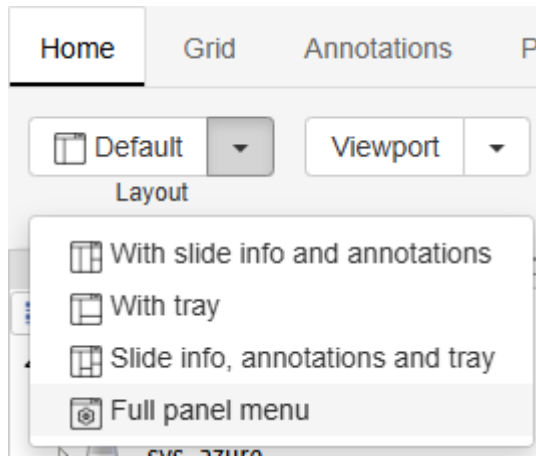 Home Grid Annotations P
Default Viewport
Layout
With slide info and annotations
With tray
Slide info, annotations and tray
Full panel menu
sys_azure